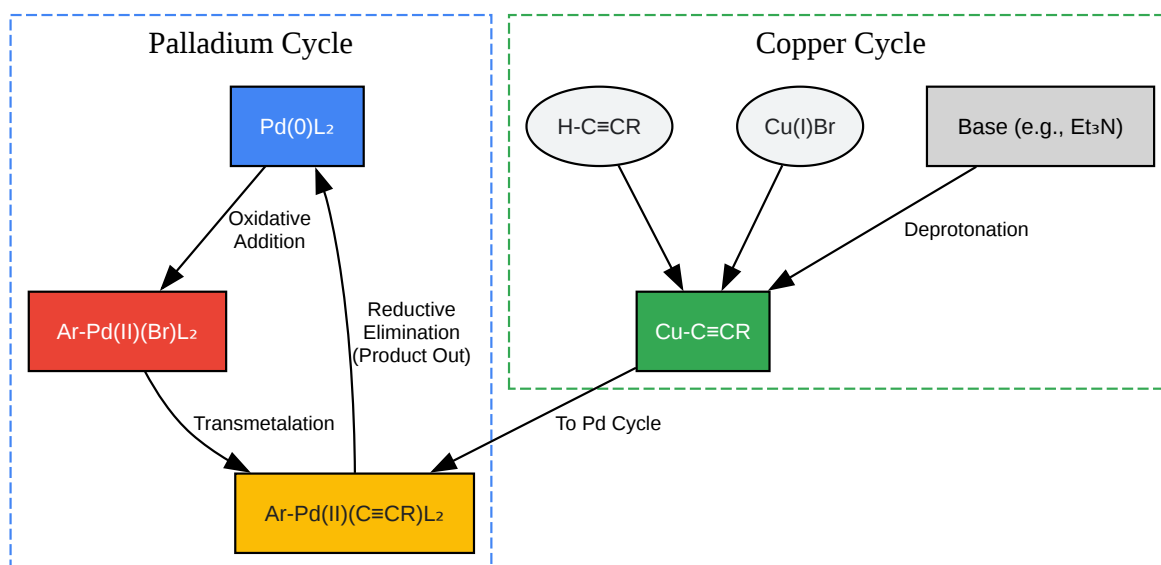 Palladium Cycle
Copper Cycle
Pd(0)L₂
H-C≡CR
Cu(I)Br
Base (e.g., Et₃N)
Oxidative
Addition
Deprotonation
Ar-Pd(II)(Br)L₂
Reductive
Elimination
(Product Out)
Cu-C≡CR
Transmetalation
To Pd Cycle
Ar-Pd(II)(C≡CR)L₂